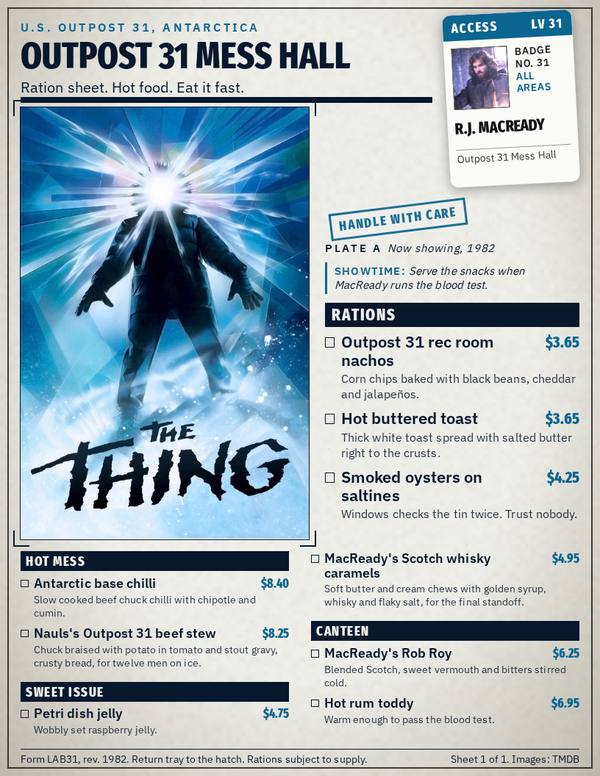 U.S. OUTPOST 31, ANTARCTICA
OUTPOST 31 MESS HALL
Ration sheet. Hot food. Eat it fast.
ACCESS LV 31
BADGE
NO. 31
ALL
AREAS
R.J. MACREADY
Outpost 31 Mess Hall
THE
THING
HANDLE WITH CARE
PLATE A Now showing, 1982
SHOWTIME: Serve the snacks when
MacReady runs the blood test.
RATIONS
Outpost 31 rec room $3.65
nachos
Corn chips baked with black beans, cheddar
and jalapeños.
Hot buttered toast $3.65
Thick white toast spread with salted butter
right to the crusts.
Smoked oysters on $4.25
saltines
Windows checks the tin twice. Trust nobody.
HOT MESS
Antarctic base chilli $8.40
Slow cooked beef chuck chilli with chipotle and
cumin.
Nauls's Outpost 31 beef stew $8.25
Chuck braised with potato in tomato and stout gravy,
crusty bread, for twelve men on ice.
SWEET ISSUE
Petri dish jelly $4.75
Wobbly set raspberry jelly.
MacReady's Scotch whisky $4.95
caramels
Soft butter and cream chews with golden syrup,
whisky and flaky salt, for the final standoff.
CANTEEN
MacReady's Rob Roy $6.25
Blended Scotch, sweet vermouth and bitters stirred
cold.
Hot rum toddy $6.95
Warm enough to pass the blood test.
Form LAB31, rev. 1982. Return tray to the hatch. Rations subject to supply. Sheet 1 of 1. Images: TMDB